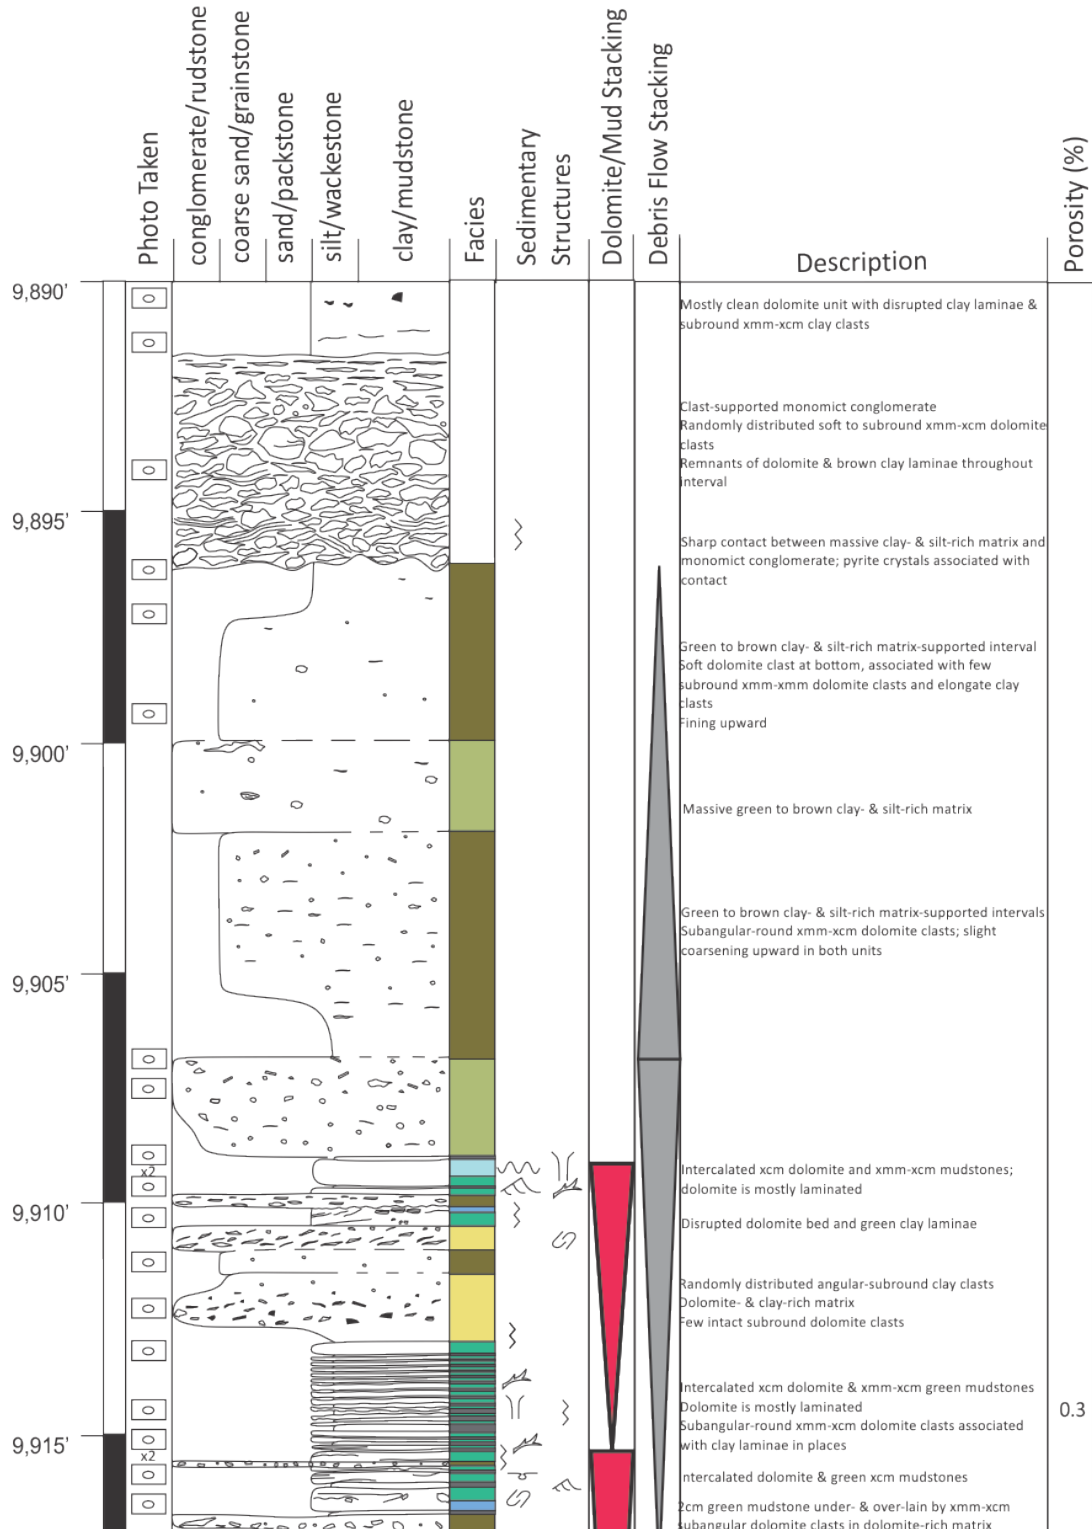 Photo Taken
conglomerate/rudstone
coarse sand/grainstone
sand/packstone
silt/wackestone
clay/mudstone
Facies
Sedimentary
Structures
Dolomite/Mud Stacking
Debris Flow Stacking
Description
Porosity (%)
9,890’
Mostly clean dolomite unit with disrupted clay laminae &
subround xmm-xcm clay clasts
Clast-supported monomict conglomerate
Randomly distributed soft to subround xmm-xcm dolomite
clasts
Remnants of dolomite & brown clay laminae throughout
interval
9,895’
Sharp contact between massive clay- & silt-rich matrix and
monomict conglomerate; pyrite crystals associated with
contact
Green to brown clay- & silt-rich matrix-supported interval
Soft dolomite clast at bottom, associated with few
subround xmm-xmm dolomite clasts and elongate clay
clasts
Fining upward
9,900’
Massive green to brown clay- & silt-rich matrix
Green to brown clay- & silt-rich matrix-supported intervals
Subangular-round xmm-xcm dolomite clasts; slight
coarsening upward in both units
9,905’
x2
Intercalated xcm dolomite and xmm-xcm mudstones;
dolomite is mostly laminated
9,910’
Disrupted dolomite bed and green clay laminae
Randomly distributed angular-subround clay clasts
Dolomite- & clay-rich matrix
Few intact subround dolomite clasts
Intercalated xcm dolomite & xmm-xcm green mudstones
Dolomite is mostly laminated
Subangular-round xmm-xcm dolomite clasts associated
with clay laminae in places
0.3
9,915’
x2
Intercalated dolomite & green xcm mudstones
2cm green mudstone under- & over-lain by xmm-xcm
subangular dolomite clasts in dolomite-rich matrix